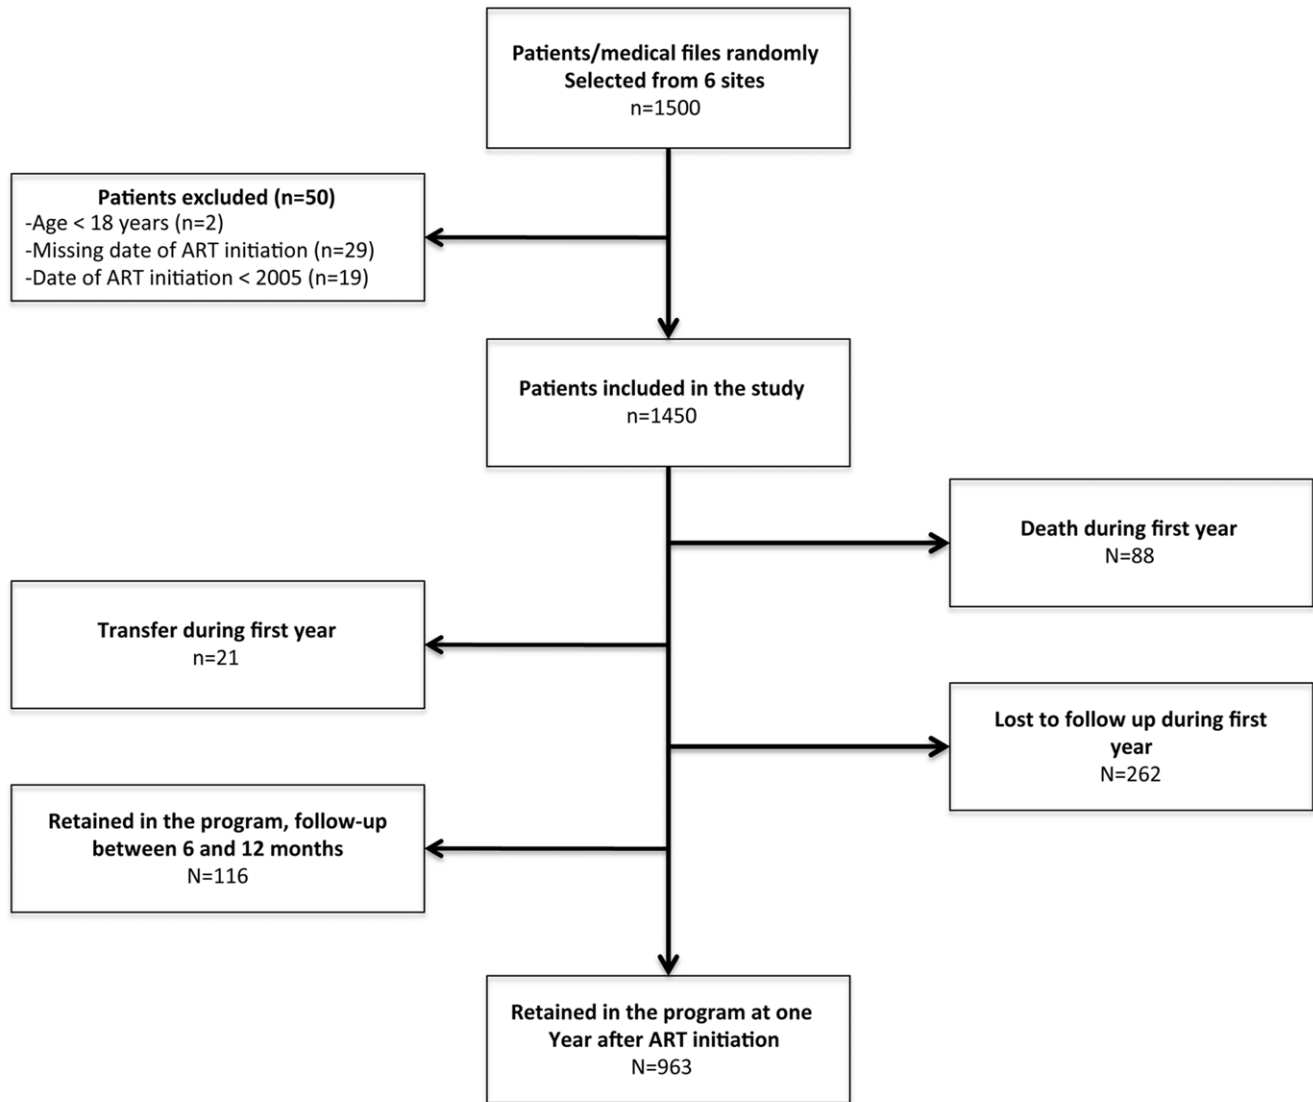 Patients/medical files randomly
Selected from 6 sites
n=1500
Patients excluded (n=50)
-Age < 18 years (n=2)
-Missing date of ART initiation (n=29)
-Date of ART initiation < 2005 (n=19)
Patients included in the study
n=1450
Death during first year
N=88
Transfer during first year
n=21
Lost to follow up during first
year
N=262
Retained in the program, follow-up
between 6 and 12 months
N=116
Retained in the program at one
Year after ART initiation
N=963